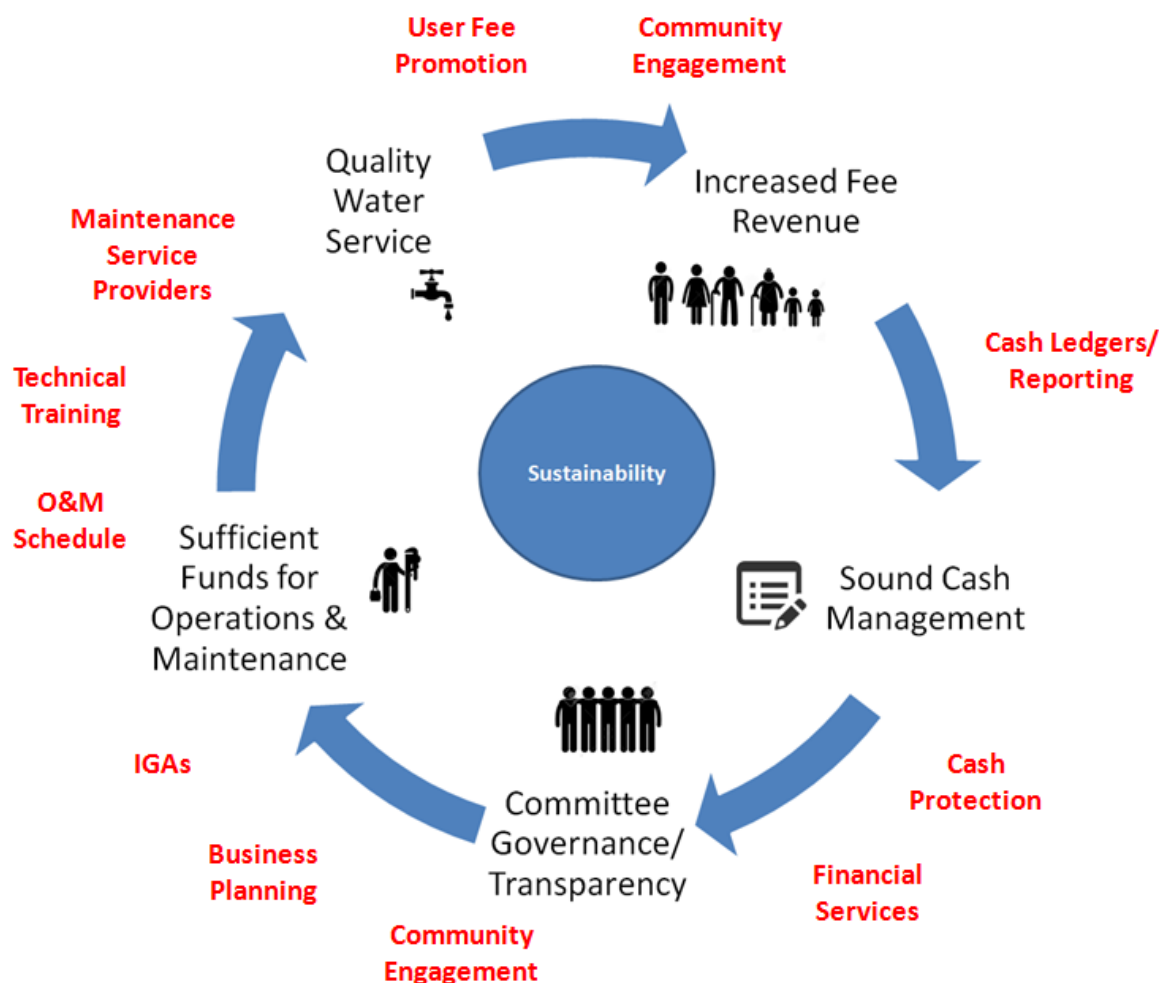 User Fee
Promotion
Community
Engagement
Quality
Water
Service
Increased Fee
Revenue
Maintenance
Service
Providers
Cash Ledgers/
Reporting
Technical
Training
Sustainability
O&M
Schedule
Sufficient
Funds for
Operations &
Maintenance
Sound Cash
Management
IGAs
Cash
Protection
Committee
Governance/
Transparency
Business
Planning
Financial
Services
Community
Engagement